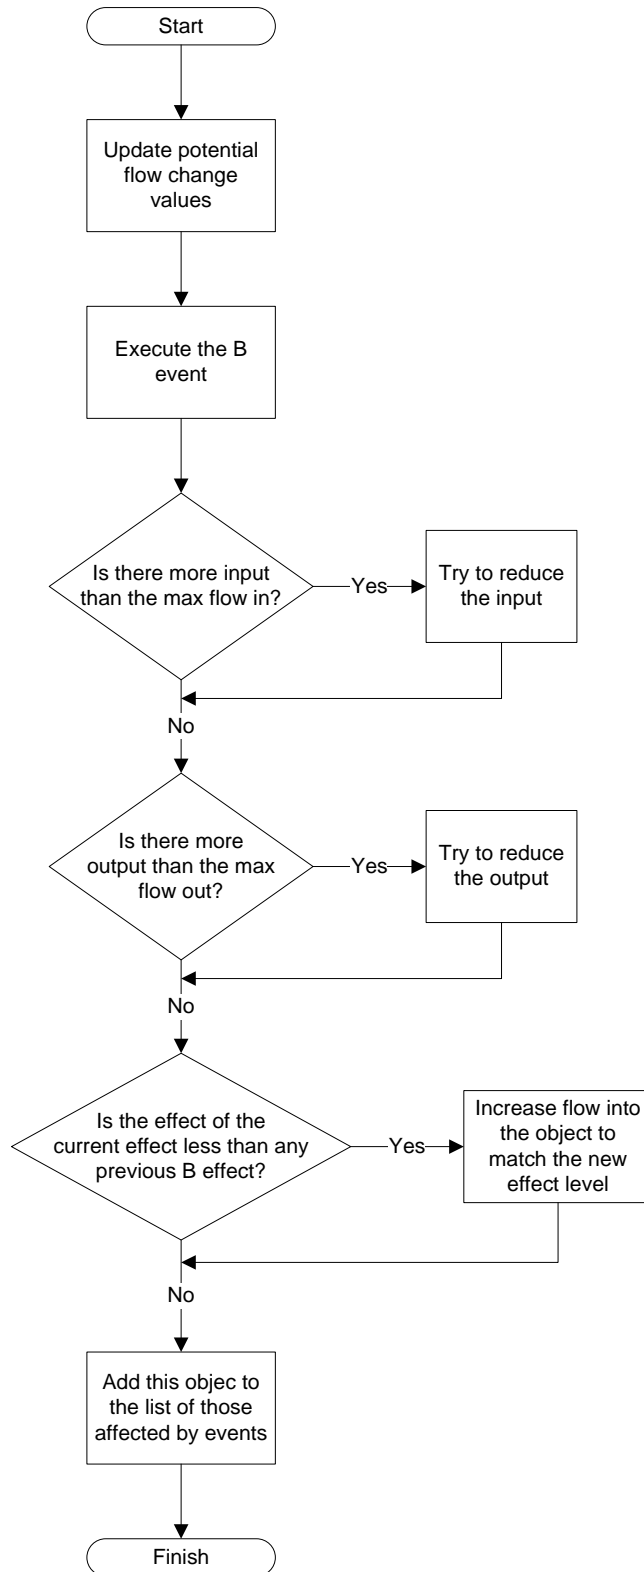 Start
Update potential
flow change
values
Execute the B
event
Is there more input
than the max flow in?
Yes
Try to reduce
the input
No
Is there more
output than the max
flow out?
Yes
Try to reduce
the output
No
Is the effect of the
current effect less than any
previous B effect?
Yes
Increase flow into
the object to
match the new
effect level
No
Add this objec to
the list of those
affected by events
Finish